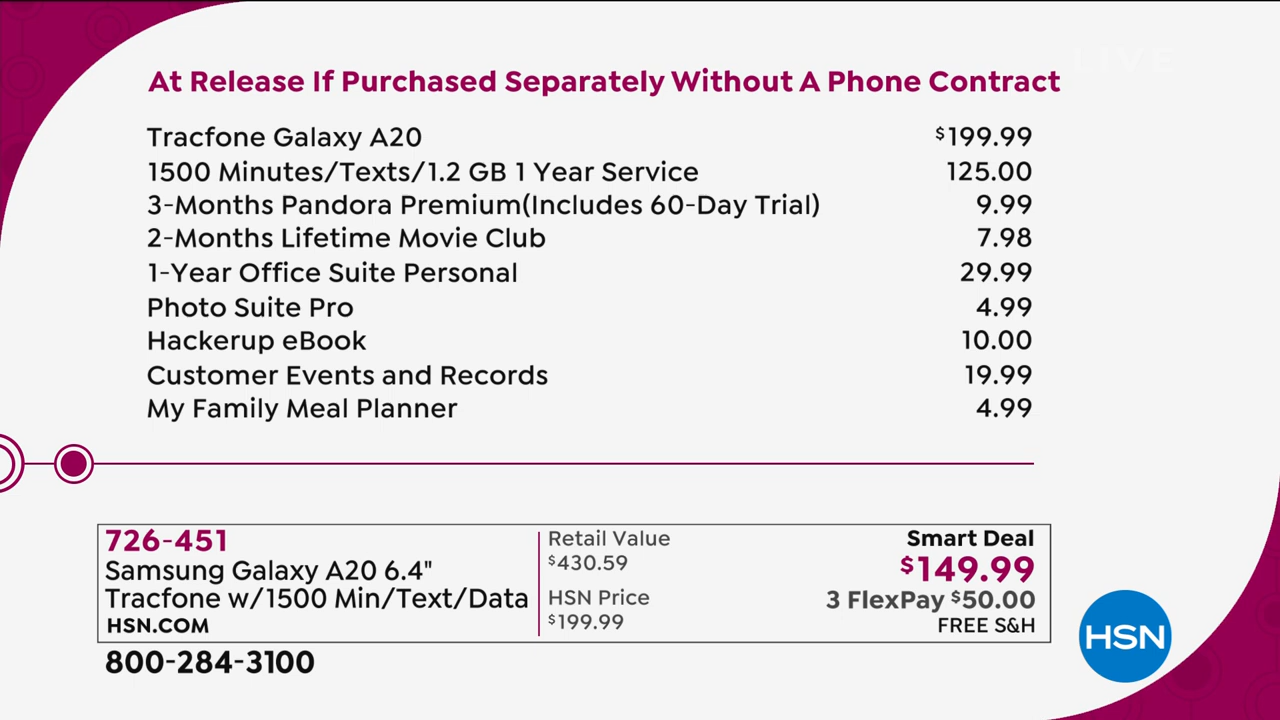 LIVE
At Release If Purchased Separately Without A Phone Contract
Tracfone Galaxy A20 $199.99
1500 Minutes/Texts/1.2 GB 1 Year Service 125.00
3-Months Pandora Premium(Includes 60-Day Trial) 9.99
2-Months Lifetime Movie Club 7.98
1-Year Office Suite Personal 29.99
Photo Suite Pro 4.99
Hackerup eBook 10.00
Customer Events and Records 19.99
My Family Meal Planner 4.99
726-451
Samsung Galaxy A20 6.4"
Tracfone w/1500 Min/Text/Data
HSN.COM
Retail Value
$430.59
HSN Price
$199.99
Smart Deal
$149.99
3 FlexPay $50.00
FREE S&H
800-284-3100
HSN